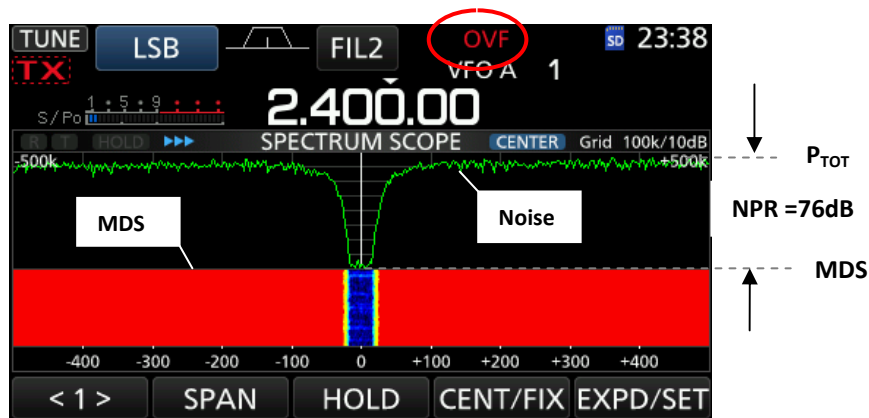 TUNE LSB FIL2 OVF SD 23:38
TX VFO A 1
S/Po 1 5 9 2.400.00
R T HOLD SPECTRUM SCOPE CENTER Grid 100k/10dB
-500k +500k
PTOT
MDS Noise NPR =76dB
MDS
-400 -300 -200 -100 0 +100 +200 +300 +400
< 1 > SPAN HOLD CENT/FIX EXPD/SET